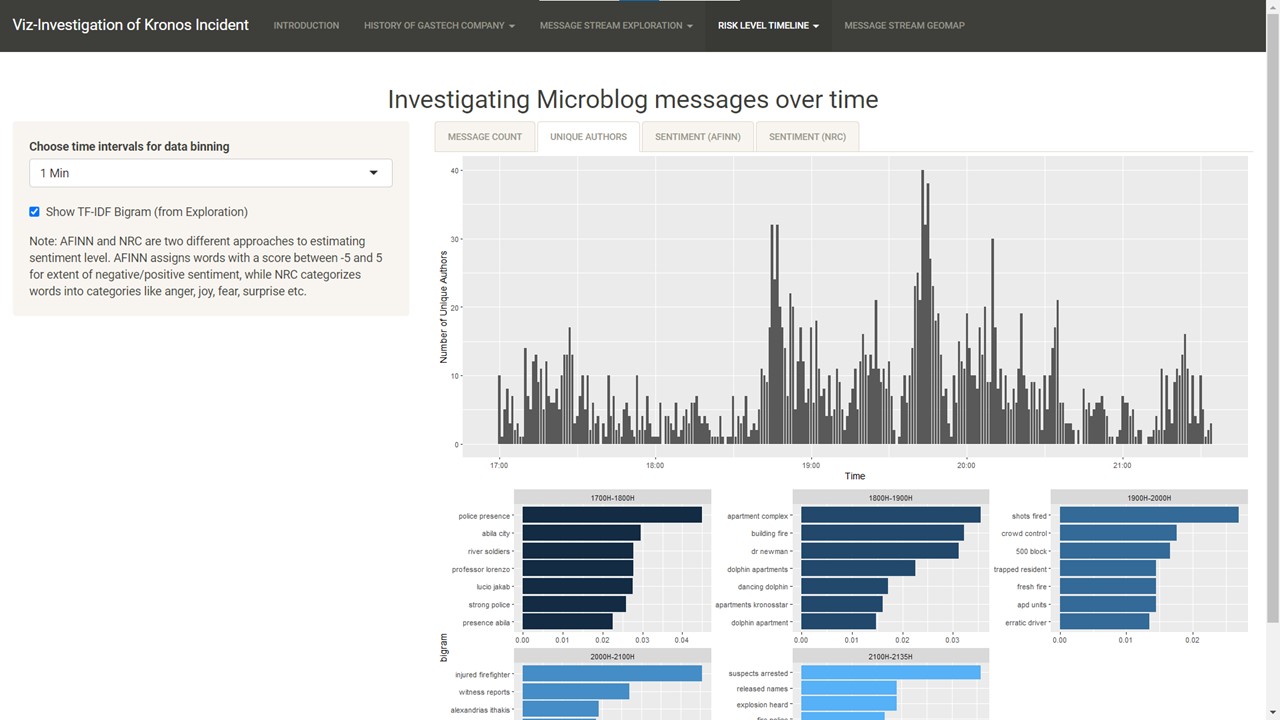 Viz-Investigation of Kronos Incident INTRODUCTION HISTORY OF GASTECH COMPANY MESSAGE STREAM EXPLORATION RISK LEVEL TIMELINE MESSAGE STREAM GEOMAP
Investigating Microblog messages over time
Choose time intervals for data binning
1 Min
Show TF-IDF Bigram (from Exploration)
Note: AFINN and NRC are two different approaches to estimating
sentiment level. AFINN assigns words with a score between -5 and 5
for extent of negative/positive sentiment, while NRC categorizes
words into categories like anger, joy, fear, surprise etc.
MESSAGE COUNT UNIQUE AUTHORS SENTIMENT (AFINN) SENTIMENT (NRC)
Number of Unique Authors
40
30
20
10
0
17:00 18:00 19:00 20:00 21:00
Time
bigram
1700H-1800H
police presence
abila city
river soldiers
professor lorenzo
lucio jakab
strong police
presence abila
0.00 0.01 0.02 0.03 0.04
1800H-1900H
apartment complex
building fire
dr newman
dolphin apartments
dancing dolphin
apartments kronosstar
dolphin apartment
0.00 0.01 0.02 0.03
1900H-2000H
shots fired
crowd control
500 block
trapped resident
fresh fire
apd units
erratic driver
0.00 0.01 0.02
2000H-2100H
injured firefighter
witness reports
alexandrias ithakis
2100H-2135H
suspects arrested
released names
explosion heard